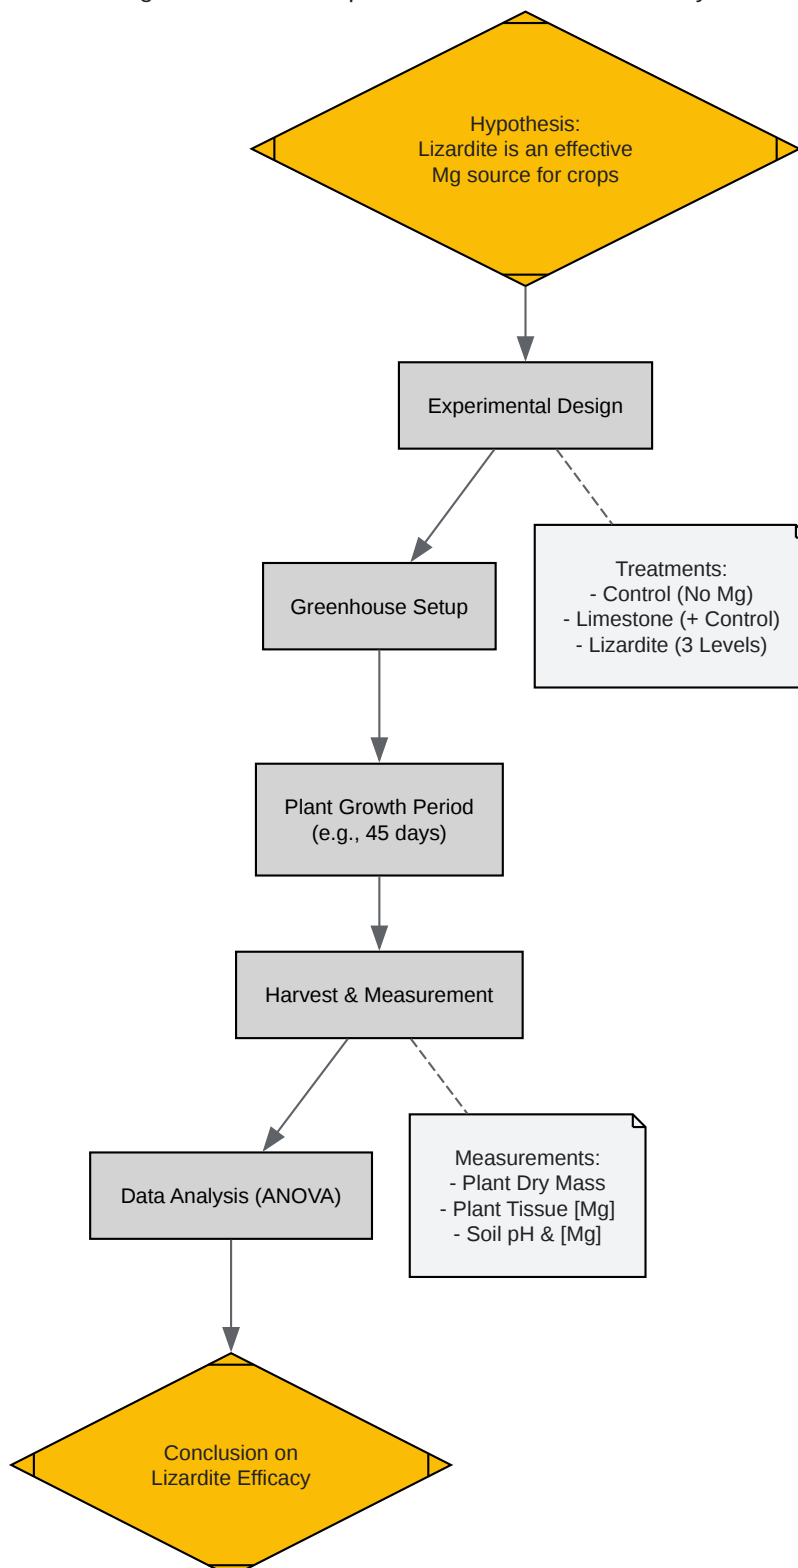 Hypothesis:
Lizardite is an effective
Mg source for crops
Experimental Design
Treatments:
- Control (No Mg)
- Limestone (+ Control)
- Lizardite (3 Levels)
Greenhouse Setup
Plant Growth Period
(e.g., 45 days)
Harvest & Measurement
Measurements:
- Plant Dry Mass
- Plant Tissue [Mg]
- Soil pH & [Mg]
Data Analysis (ANOVA)
Conclusion on
Lizardite Efficacy